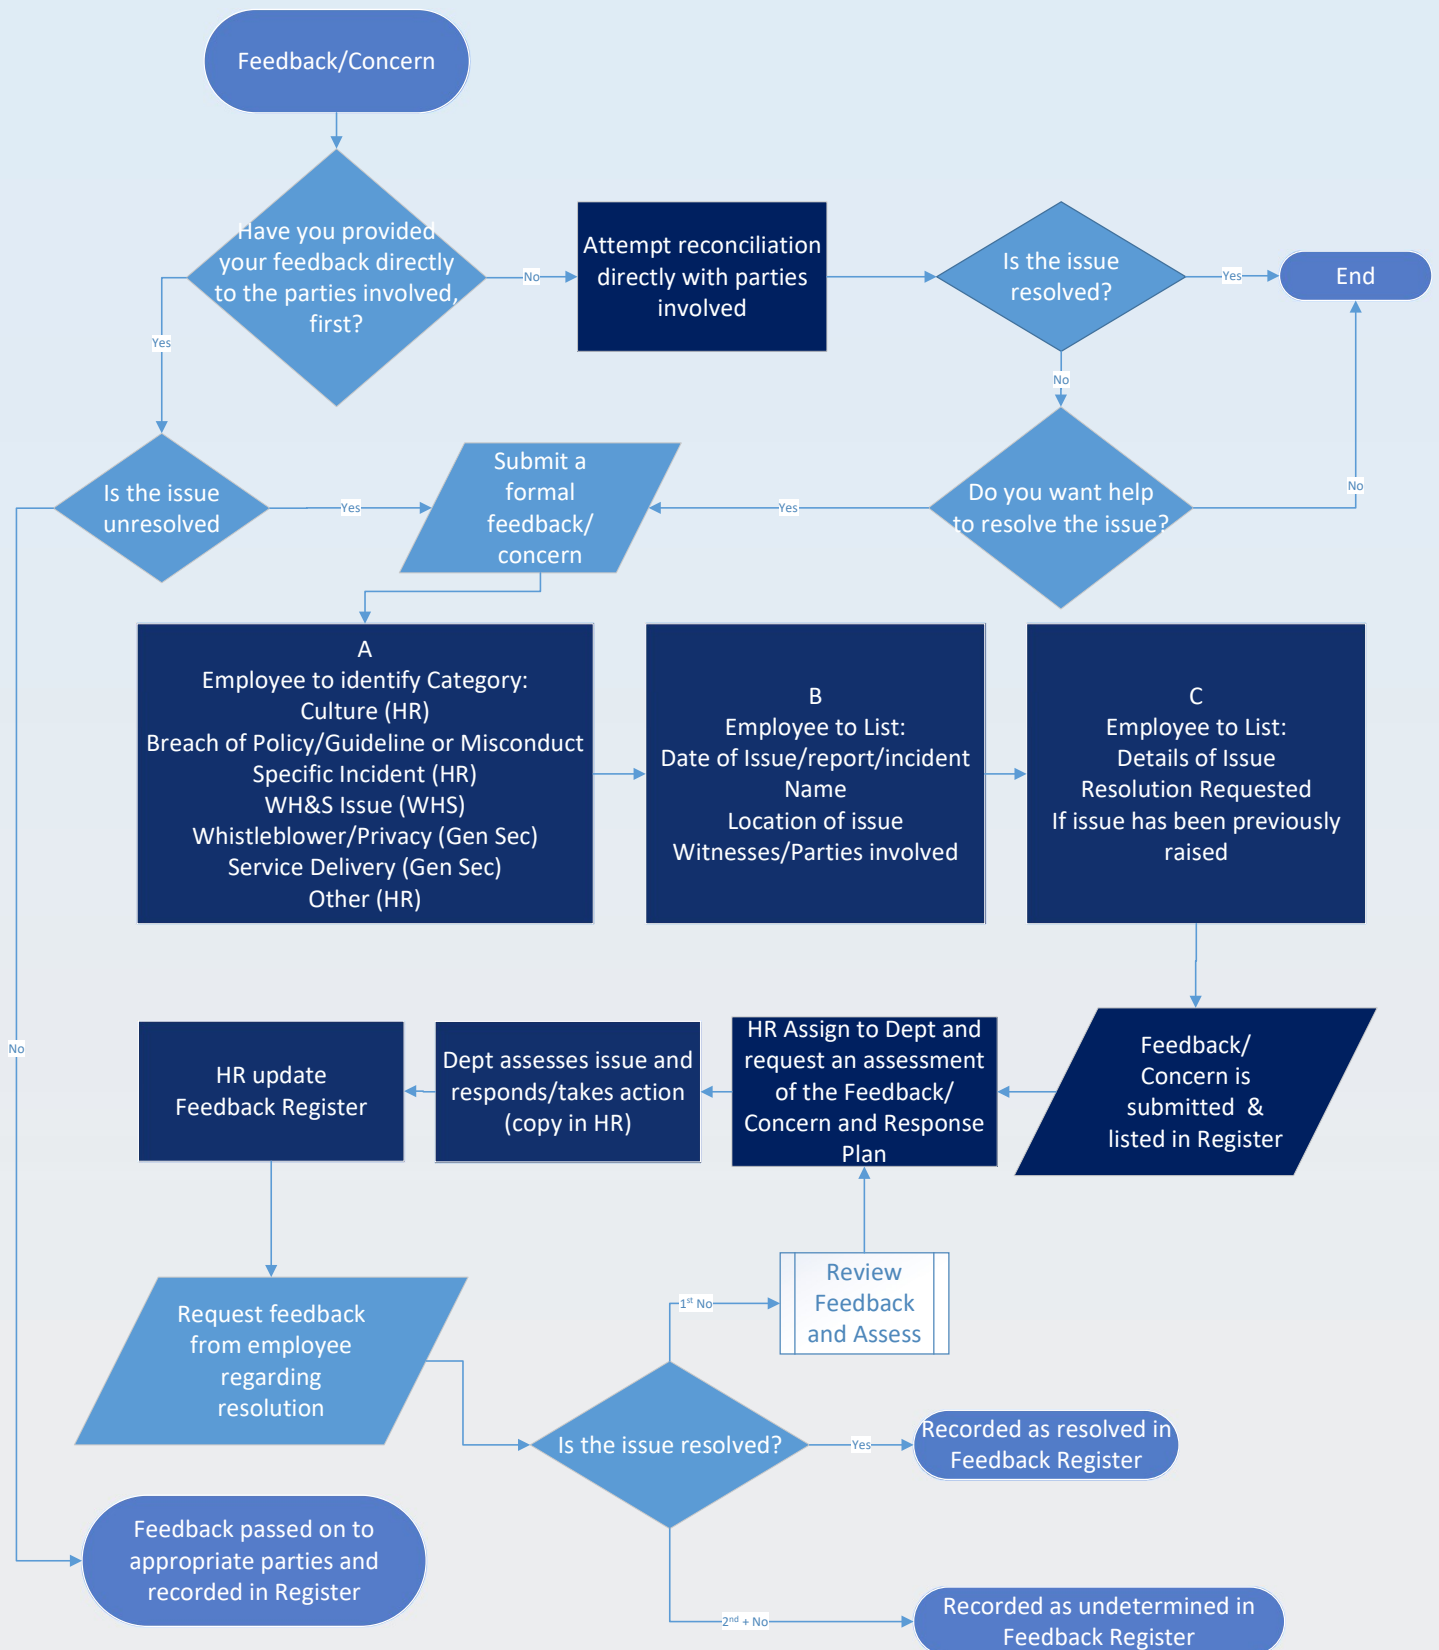 Feedback/Concern
Have you provided
your feedback directly
to the parties involved,
first?
No
Attempt reconciliation
directly with parties
involved
Is the issue
resolved?
Yes
End
Yes
No
Is the issue
unresolved
Yes
Submit a
formal
feedback/
concern
Yes
Do you want help
to resolve the issue?
No
A
Employee to identify Category:
Culture (HR)
Breach of Policy/Guideline or Misconduct
Specific Incident (HR)
WH&S Issue (WHS)
Whistleblower/Privacy (Gen Sec)
Service Delivery (Gen Sec)
Other (HR)
B
Employee to List:
Date of Issue/report/incident
Name
Location of issue
Witnesses/Parties involved
C
Employee to List:
Details of Issue
Resolution Requested
If issue has been previously
raised
No
HR update
Feedback Register
Dept assesses issue and
responds/takes action
(copy in HR)
HR Assign to Dept and
request an assessment
of the Feedback/
Concern and Response
Plan
Feedback/
Concern is
submitted &
listed in Register
Request feedback
from employee
regarding
resolution
1st No
Review
Feedback
and Assess
Is the issue resolved?
Yes
Recorded as resolved in
Feedback Register
Feedback passed on to
appropriate parties and
recorded in Register
2nd + No
Recorded as undetermined in
Feedback Register